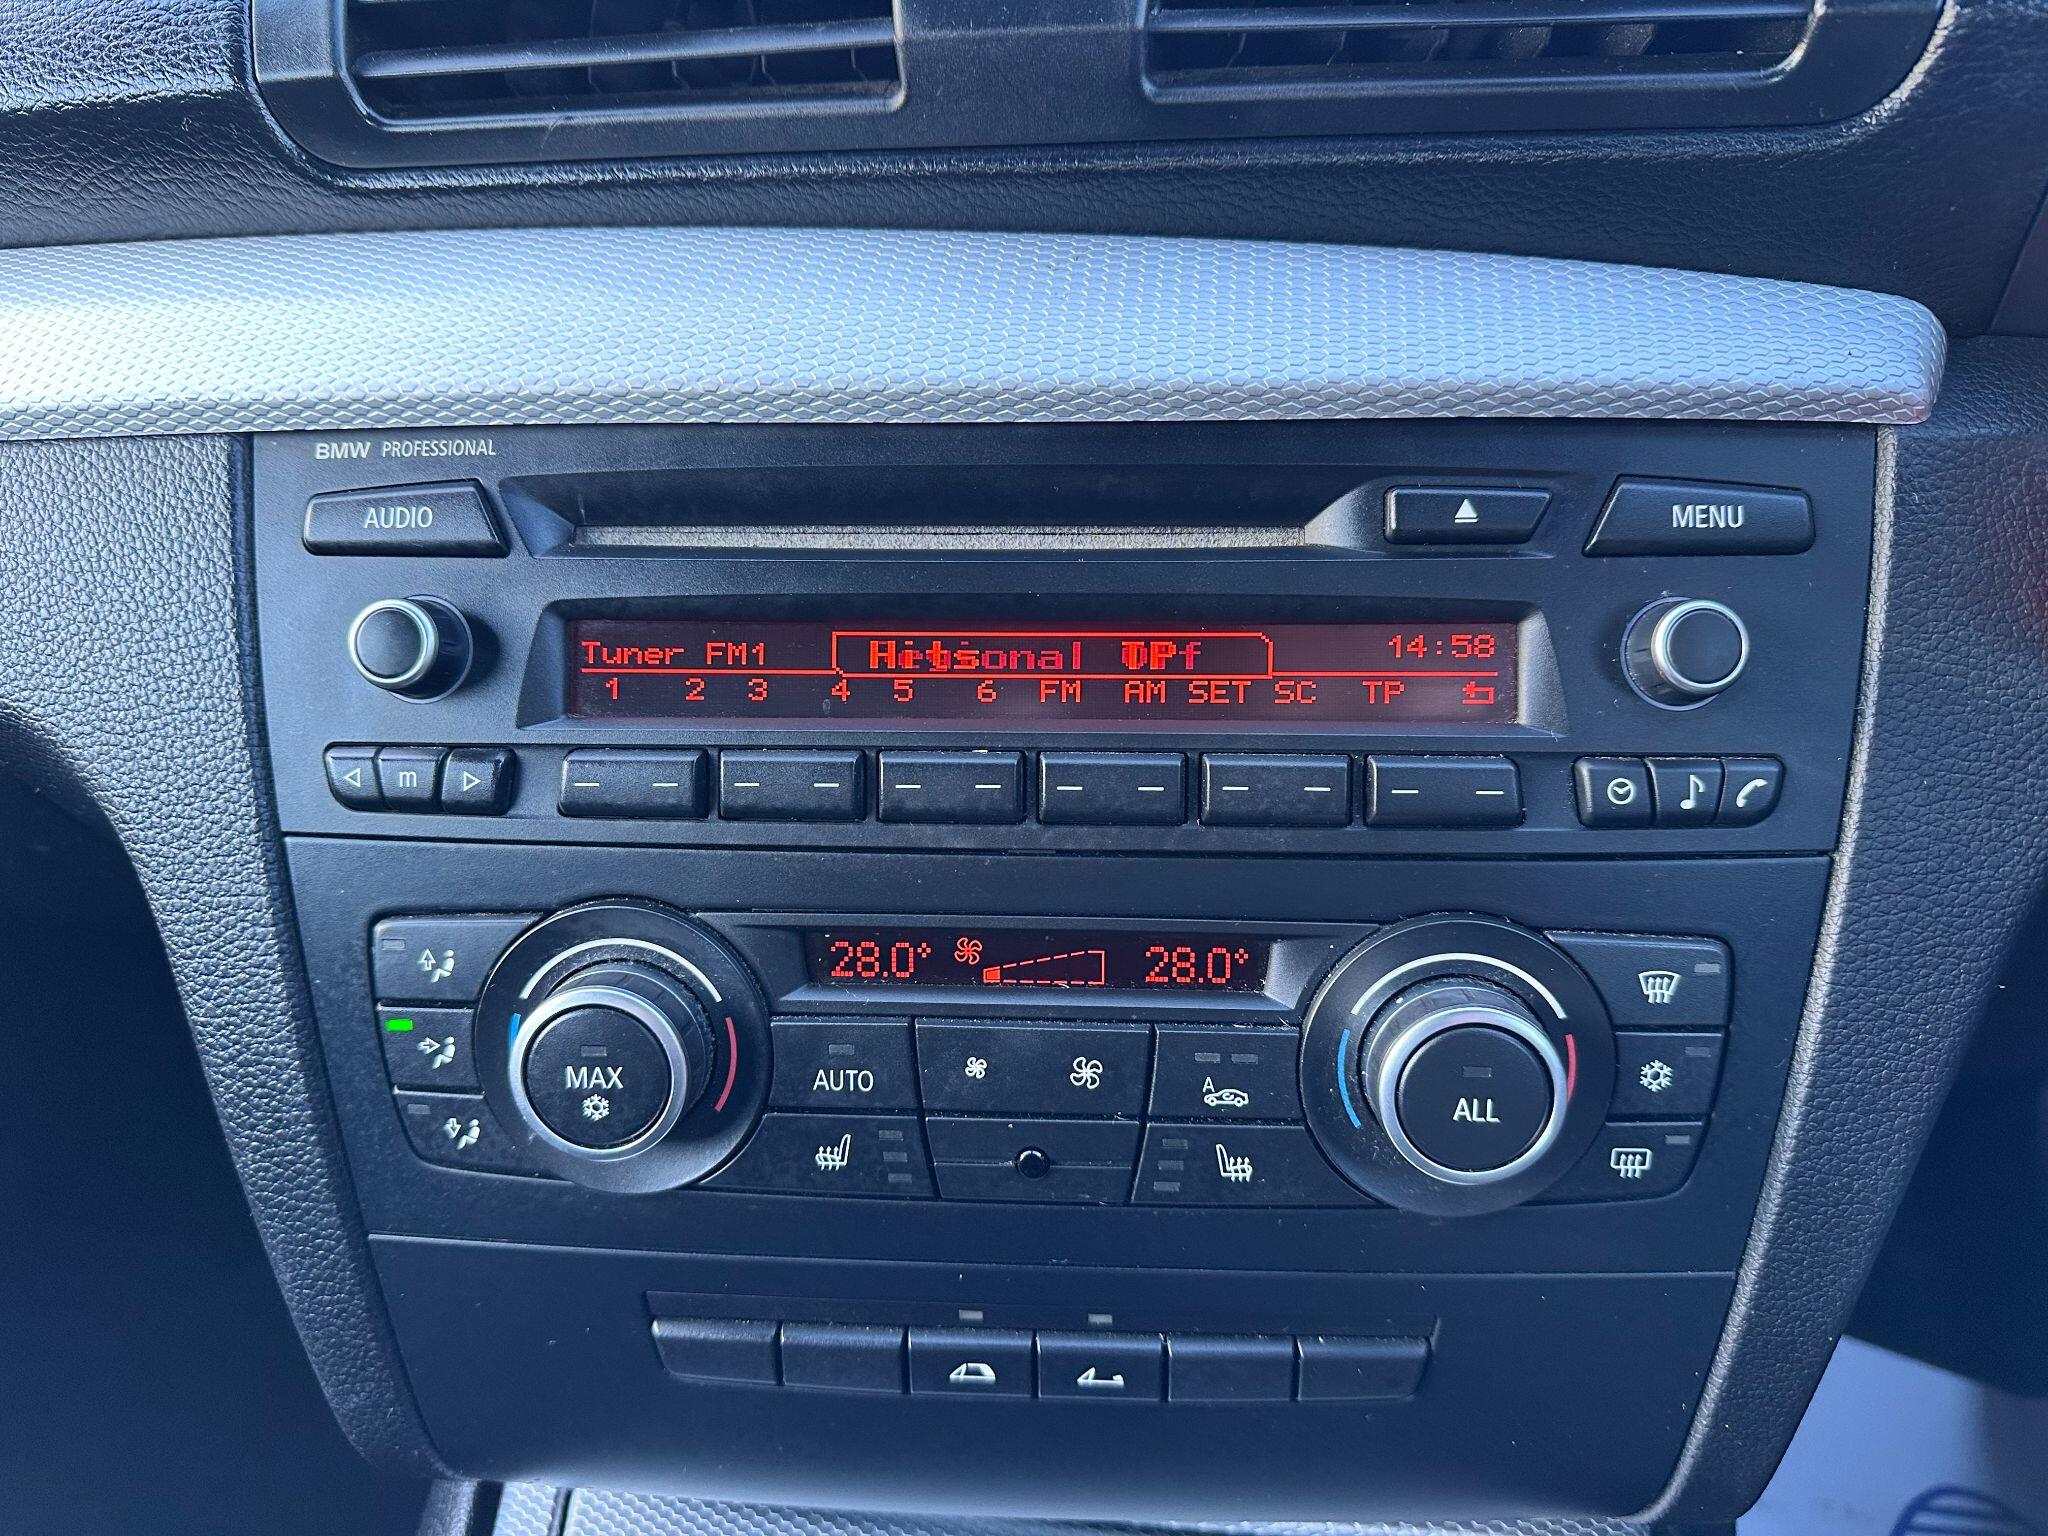 BMW PROFESSIONAL
AUDIO
MENU
Tuner FM1
14:58
1 2 3 4 5 6 FM AM SET SC TP
m
28.0° 28.0°
MAX
AUTO
A
ALL